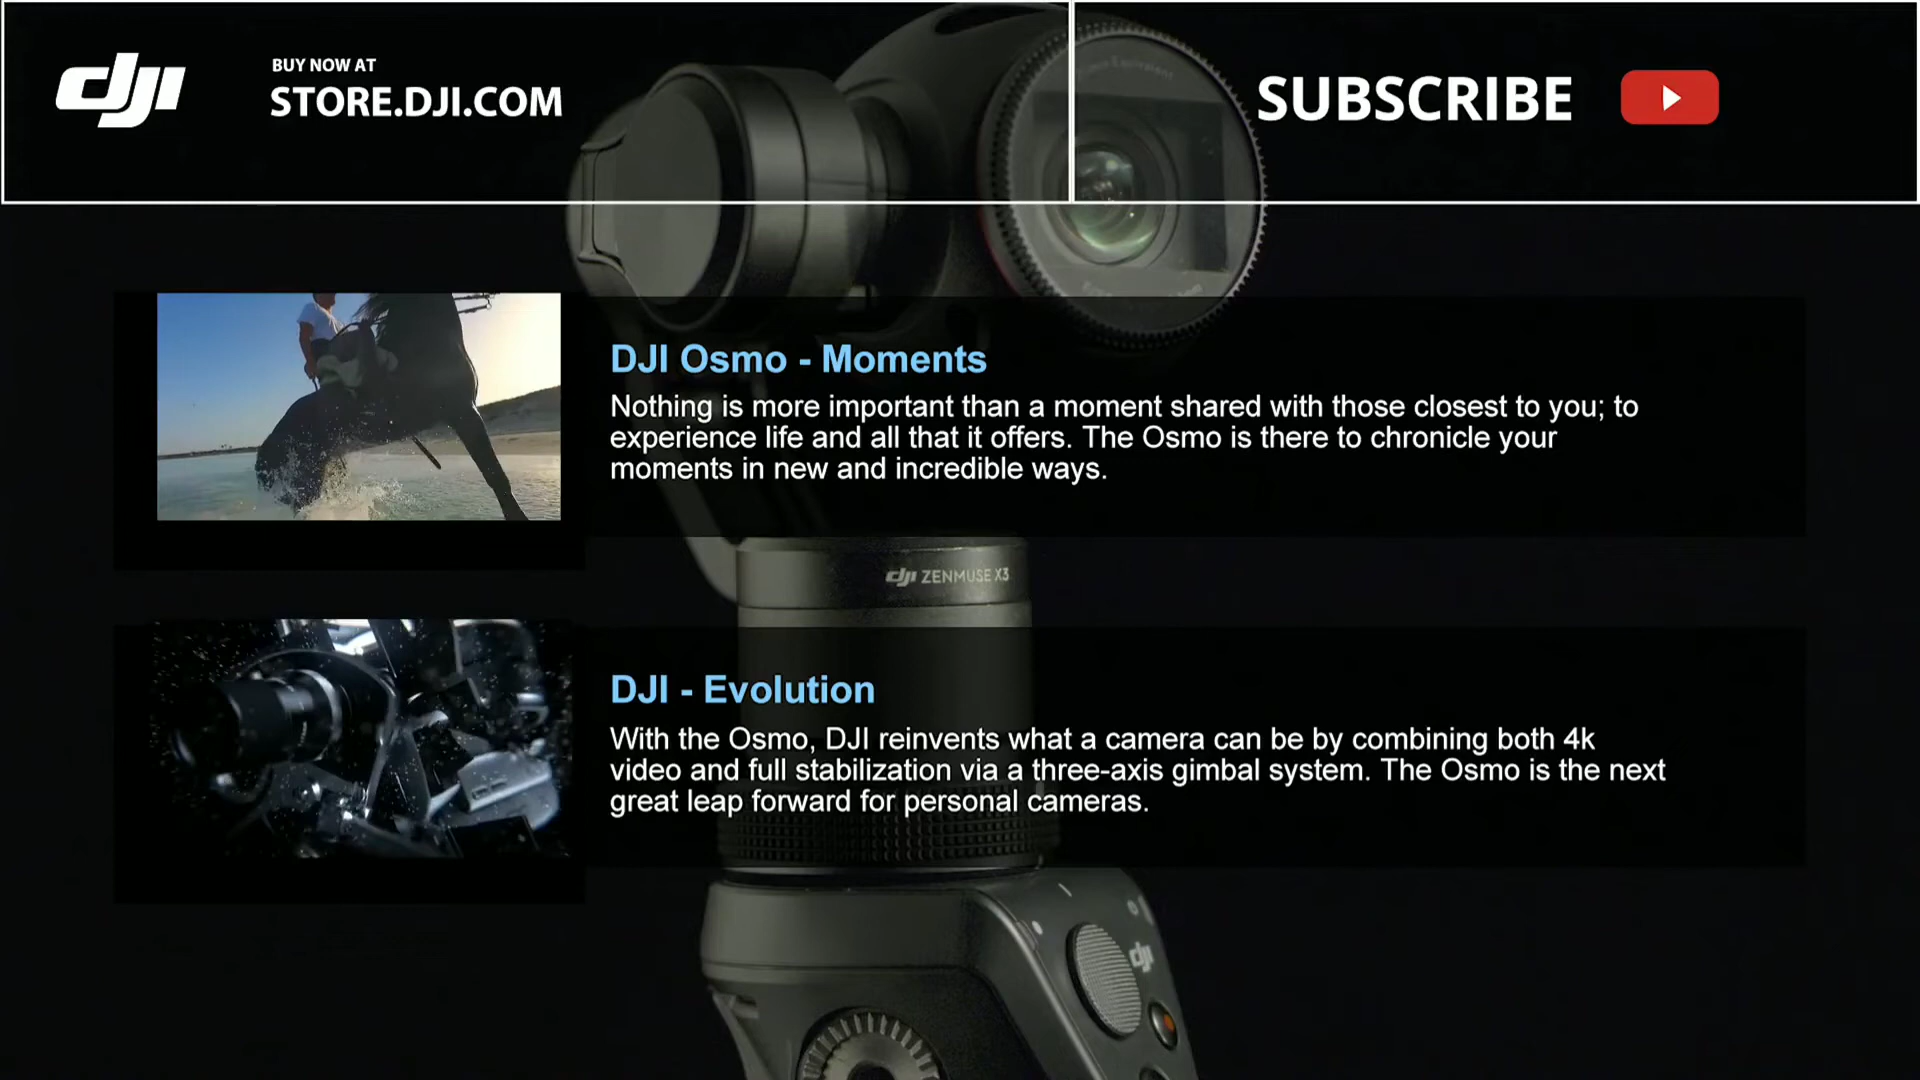 dji
BUY NOW AT
STORE.DJI.COM
SUBSCRIBE
DJI Osmo - Moments
Nothing is more important than a moment shared with those closest to you; to
experience life and all that it offers. The Osmo is there to chronicle your
moments in new and incredible ways.
dji ZENMUSE X3
DJI - Evolution
With the Osmo, DJI reinvents what a camera can be by combining both 4k
video and full stabilization via a three-axis gimbal system. The Osmo is the next
great leap forward for personal cameras.
dji